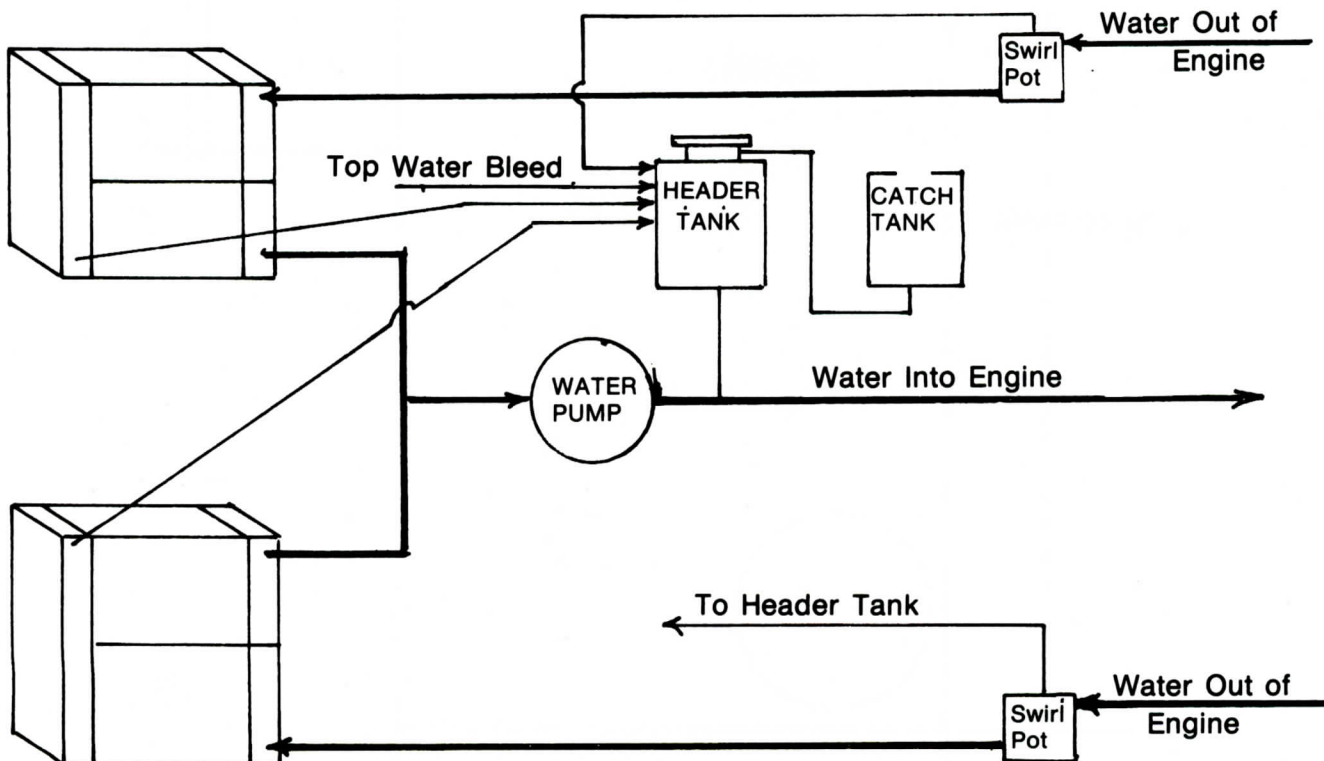 Water Out of
Engine
Swirl
Pot
Top Water Bleed
HEADER
TANK
CATCH
TANK
WATER
PUMP
Water Into Engine
To Header Tank
Water Out of
Engine
Swirl
Pot